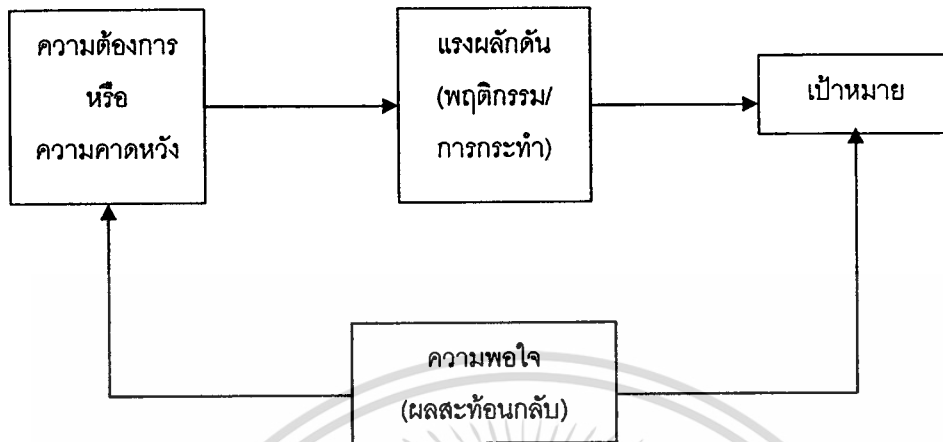 ความต้องการ
หรือ
ความคาดหวัง
แรงผลักดัน
(พฤติกรรม/
การกระทำ)
เป้าหมาย
ความพอใจ
(ผลสะท้อนกลับ)